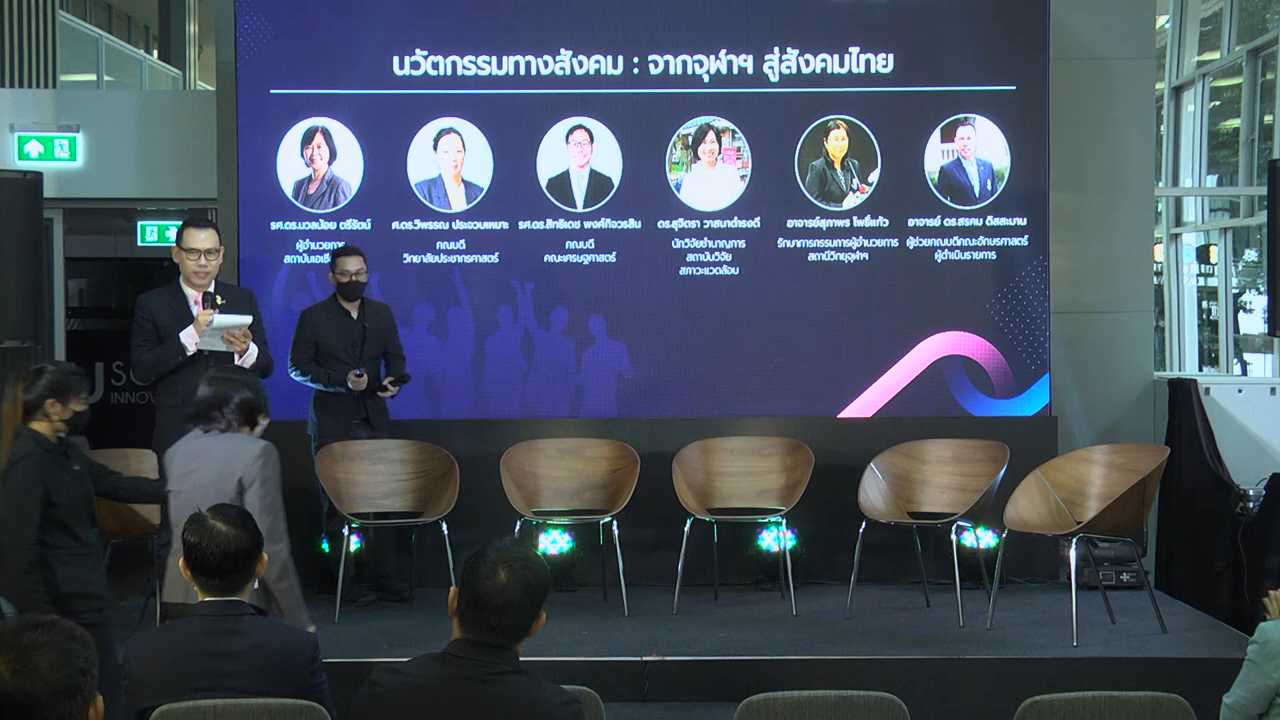 นวัตกรรมทางสังคม : จากจุฬาฯ สู่สังคมไทย
รศ.ดร.นวลน้อย ตรีรัตน์
ผู้อำนวยการ
สถาบันเอเชีย
ศ.ดร.วิพรรณ ประจวบเหมาะ
คณบดี
วิทยาลัยประชากรศาสตร์
รศ.ดร.สิทธิเดช พงศ์กิจวรสิน
คณบดี
คณะเศรษฐศาสตร์
ดร.สุจิตรา วาสนาดำรงดี
นักวิจัยชำนาญการ
สถาบันวิจัย
สภาวะแวดล้อม
อาจารย์สุภาพร โพธิ์แก้ว
รักษาการกรรมการผู้อำนวยการ
สถานีวิทยุจุฬาฯ
อาจารย์ ดร.สรคม ดิสสะมาน
ผู้ช่วยคณบดีคณะอักษรศาสตร์
ผู้ดำเนินรายการ